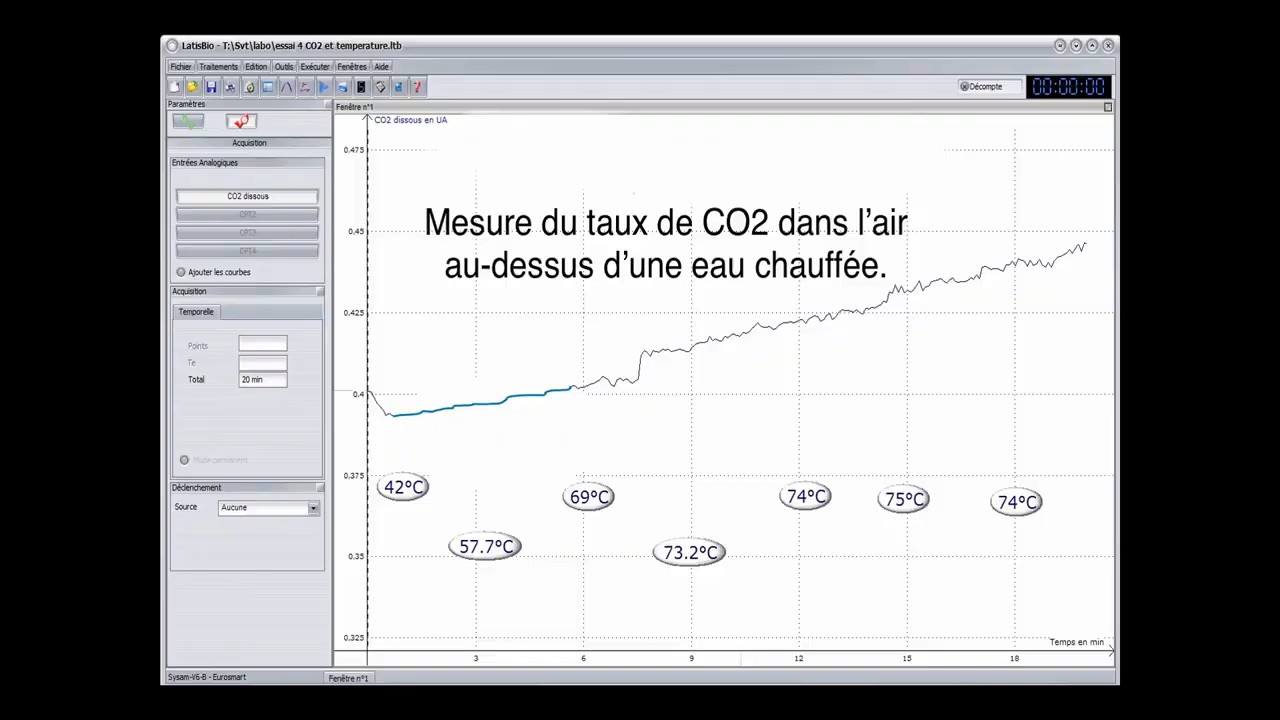 LatisBio - T:\Svt\labo\essai 4 CO2 et temperature.ltb
Fichier Traitements Edition Outils Exécuter Fenêtres Aide
Décompte 00:00:00
Paramètres
Fenêtre n°1
Acquisition
Entrées Analogiques
CO2 dissous
Ajouter les courbes
Acquisition
Temporelle
Points
Te
Total 20 min
Mode permanent
Déclenchement
Source Aucune
CO2 dissous en UA
0,475
Mesure du taux de CO2 dans l’air
0,45
au-dessus d’une eau chauffée.
0,425
0,4
0,375
42°C 69°C 74°C 75°C 74°C
57.7°C 73.2°C
0,35
0,325
Temps en min
3 6 9 12 15 18
Sysam-V6-B - Eurosmart Fenêtre n°1